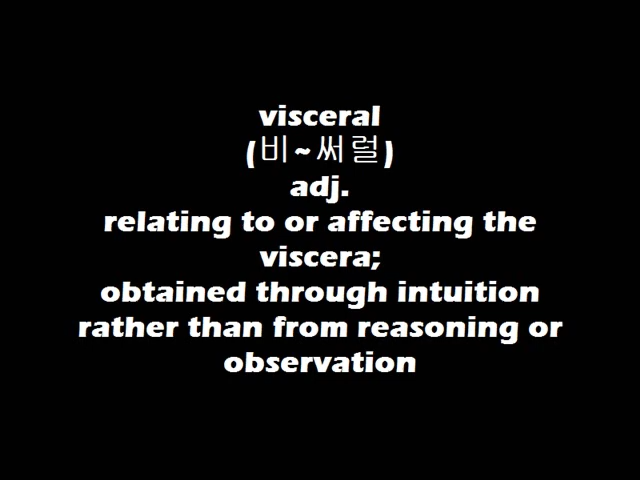 visceral
(비~써럴)
adj.
relating to or affecting the
viscera;
obtained through intuition
rather than from reasoning or
observation